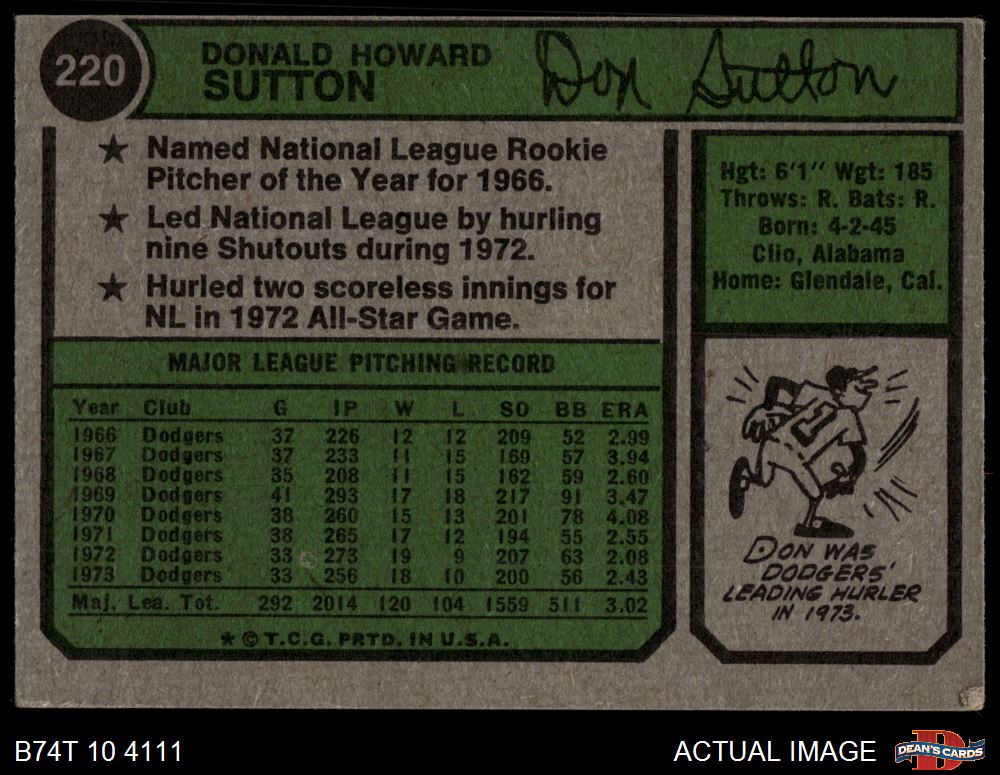 220
DONALD HOWARD
SUTTON
Don Sutton
★ Named National League Rookie
Pitcher of the Year for 1966.
★ Led National League by hurling
nine Shutouts during 1972.
★ Hurled two scoreless innings for
NL in 1972 All-Star Game.
Hgt: 6'1" Wgt: 185
Throws: R. Bats: R.
Born: 4-2-45
Clio, Alabama
Home: Glendale, Cal.
MAJOR LEAGUE PITCHING RECORD
Year Club G IP W L SO BB ERA
1966 Dodgers 37 226 12 12 209 52 2.99
1967 Dodgers 37 233 11 15 169 57 3.94
1968 Dodgers 35 208 11 15 162 59 2.60
1969 Dodgers 41 293 17 18 217 91 3.47
1970 Dodgers 38 260 15 13 201 78 4.08
1971 Dodgers 38 265 17 12 194 55 2.55
1972 Dodgers 33 273 19 9 207 63 2.08
1973 Dodgers 33 256 18 10 200 56 2.43
Maj. Lea. Tot. 292 2014 120 104 1559 511 3.02
★ © T.C.G. PRTD. IN U.S.A.
DON WAS
DODGERS'
LEADING HURLER
IN 1973.
B74T 10 4111
ACTUAL IMAGE
DEAN'S CARDS